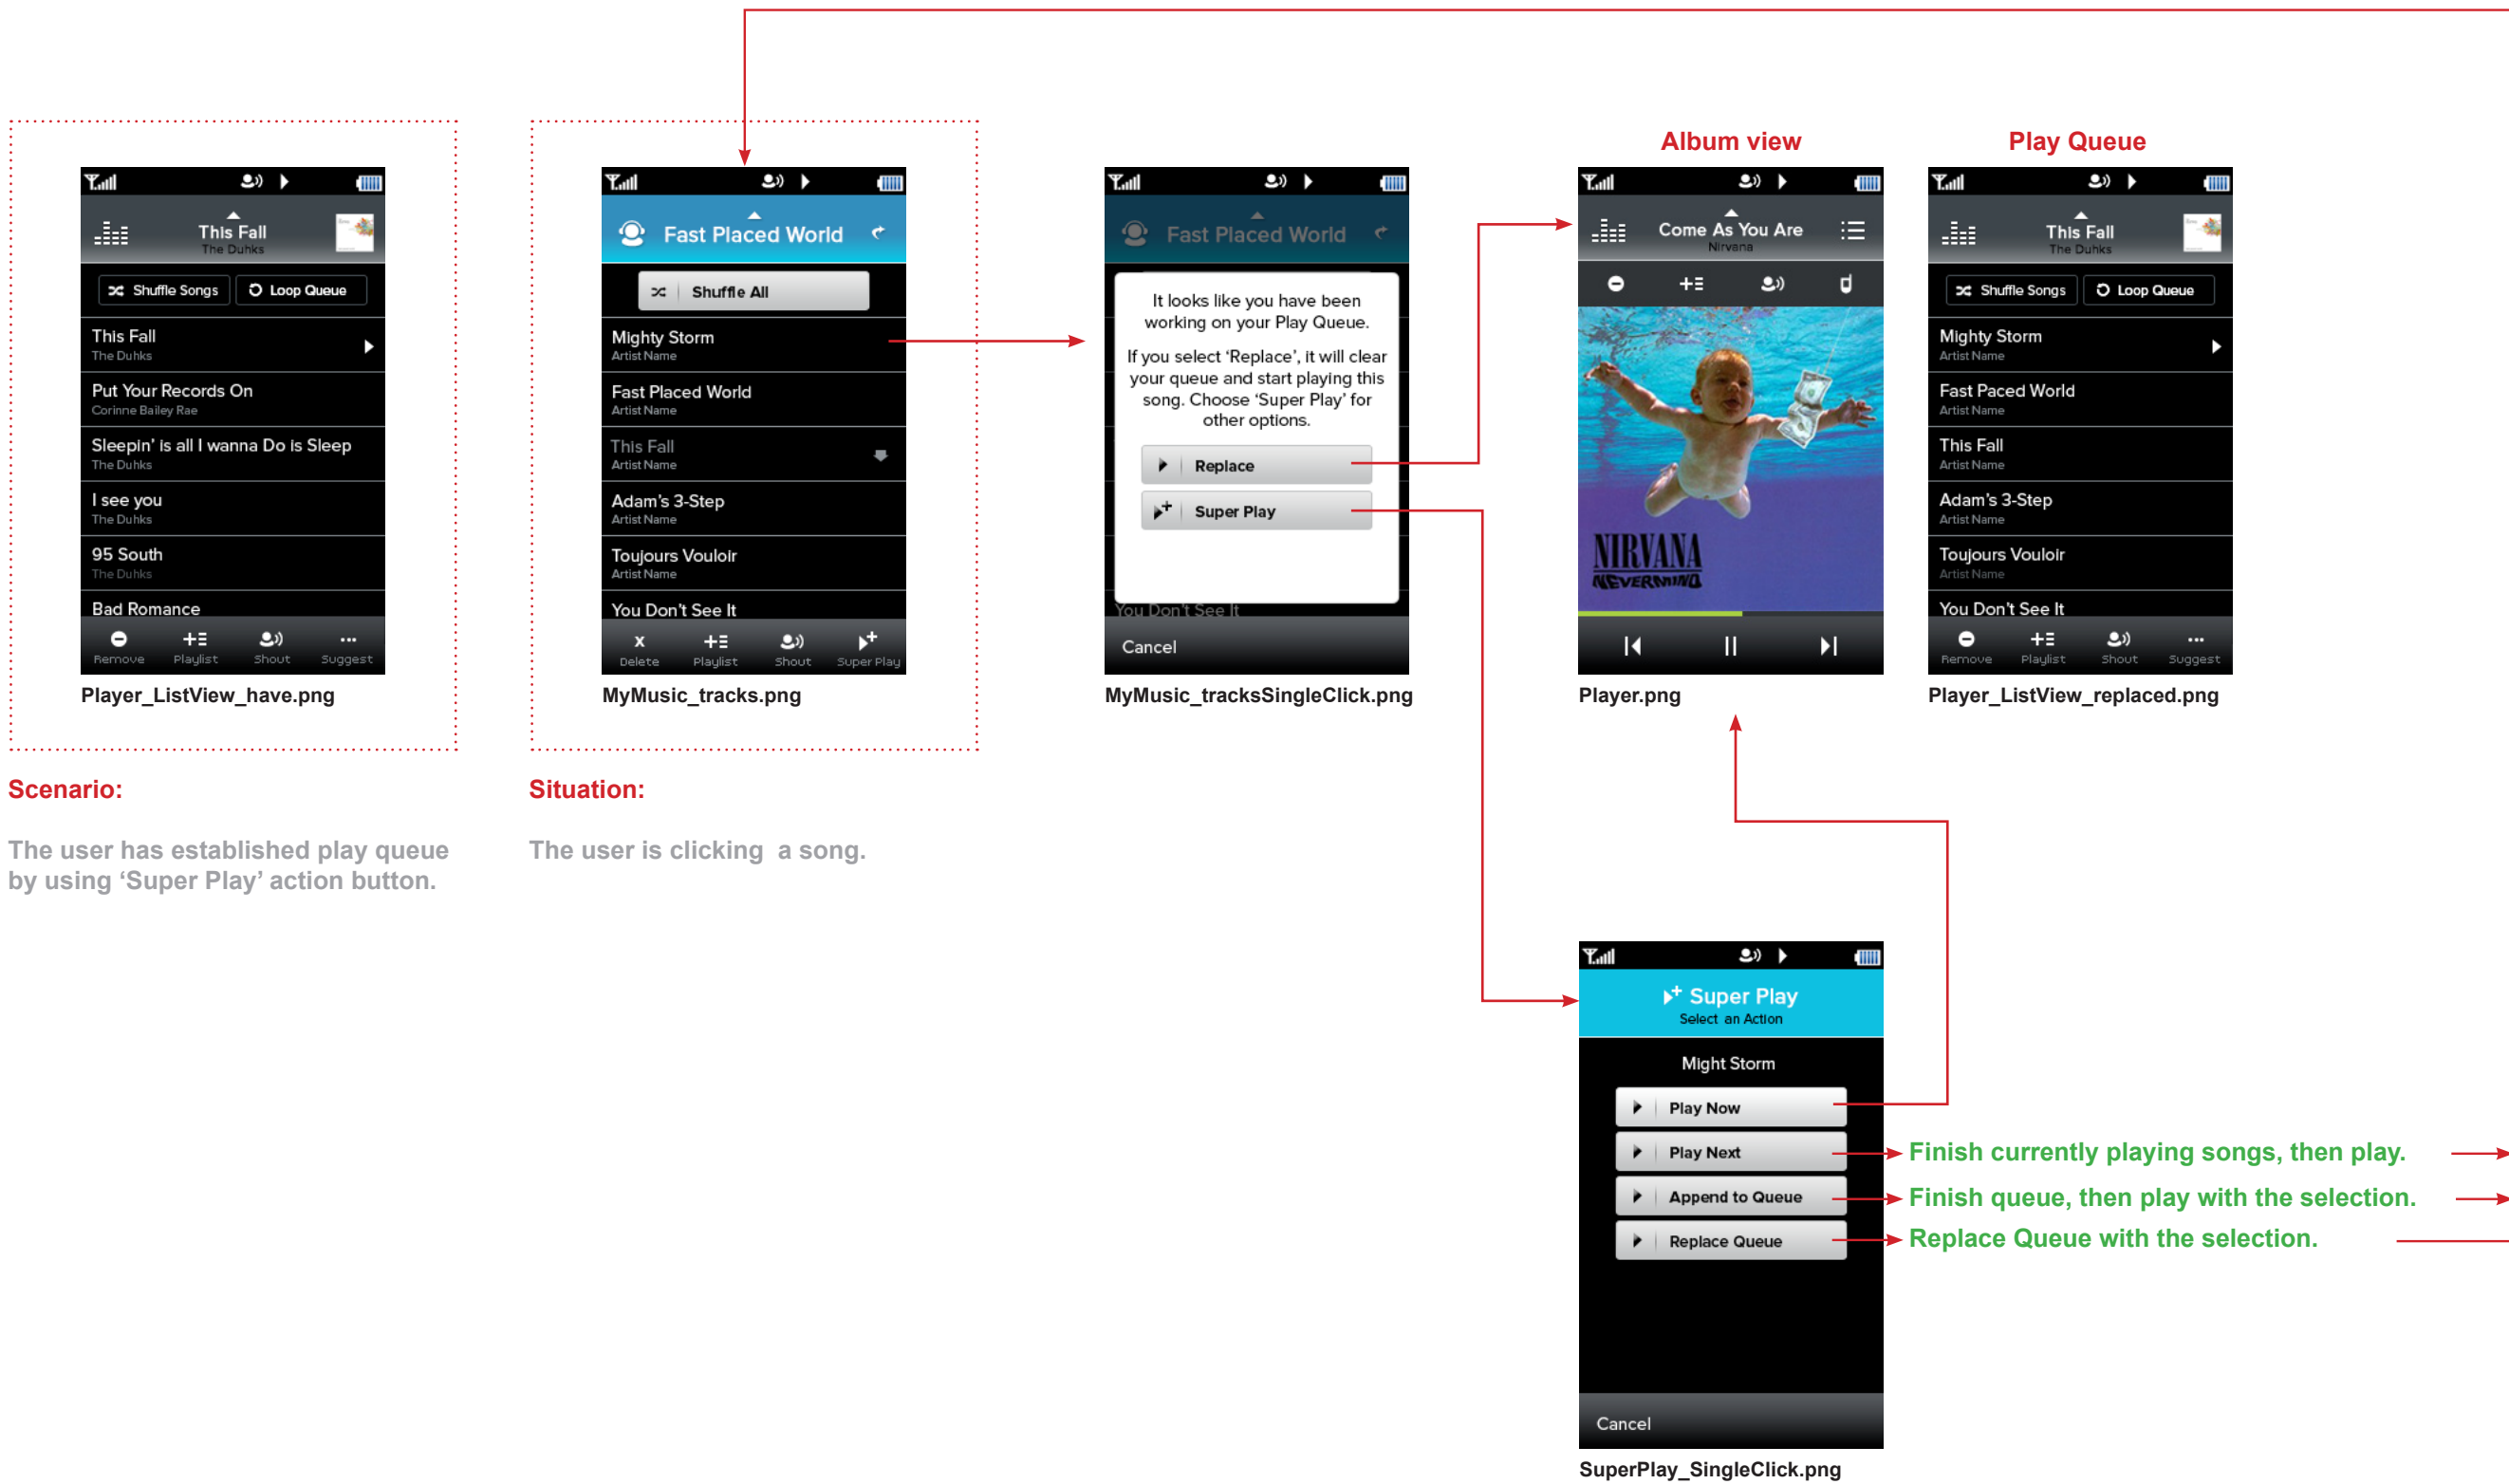 This Fall
The Duhks
Shuffle Songs
Loop Queue
This Fall
The Duhks
Put Your Records On
Corinne Bailey Rae
Sleepin’ is all I wanna Do is Sleep
The Duhks
I see you
The Duhks
95 South
The Duhks
Bad Romance
Remove Playlist Shout Suggest
Player_ListView_have.png
Scenario:
The user has established play queue
by using ‘Super Play’ action button.
Fast Placed World
Shuffle All
Mighty Storm
Artist Name
Fast Placed World
Artist Name
This Fall
Artist Name
Adam’s 3-Step
Artist Name
Toujours Vouloir
Artist Name
You Don’t See It
x
Delete Playlist Shout Super Play
MyMusic_tracks.png
Situation:
The user is clicking a song.
Fast Placed World
It looks like you have been
working on your Play Queue.
If you select ‘Replace’, it will clear
your queue and start playing this
song. Choose ‘Super Play’ for
other options.
Replace
Super Play
You Don’t See It
Cancel
MyMusic_tracksSingleClick.png
Album view
Come As You Are
Nirvana
NIRVANA
NEVERMIND
Player.png
Play Queue
This Fall
The Duhks
Shuffle Songs
Loop Queue
Mighty Storm
Artist Name
Fast Paced World
Artist Name
This Fall
Artist Name
Adam’s 3-Step
Artist Name
Toujours Vouloir
Artist Name
You Don’t See It
Remove Playlist Shout Suggest
Player_ListView_replaced.png
Super Play
Select an Action
Might Storm
Play Now
Play Next
Append to Queue
Replace Queue
Cancel
SuperPlay_SingleClick.png
Finish currently playing songs, then play.
Finish queue, then play with the selection.
Replace Queue with the selection.